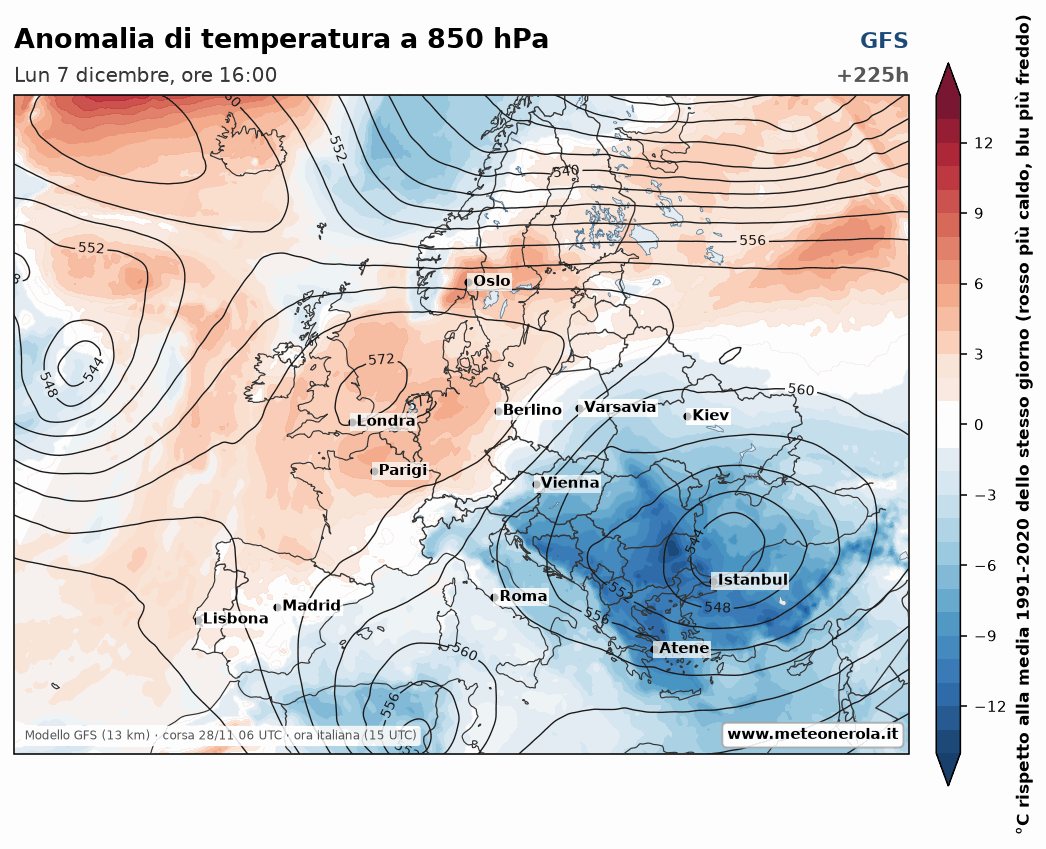 Anomalia di temperatura a 850 hPa
GFS
Lun 7 dicembre, ore 16:00
+225h
552
540
552
556
544
548
572
572
560
544
548
552
556
560
556
552
Oslo
Berlino
Varsavia
Kiev
Londra
Parigi
Vienna
Istanbul
Roma
Madrid
Lisbona
Atene
Modello GFS (13 km) · corsa 28/11 06 UTC · ora italiana (15 UTC)
www.meteonerola.it
12
9
6
3
0
−3
−6
−9
−12
°C rispetto alla media 1991-2020 dello stesso giorno (rosso più caldo, blu più freddo)